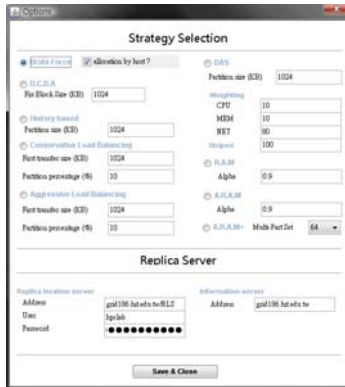 Options
Strategy Selection
Brute Force
allocation by host ?
D.C.D.A
Fix Block Size (KB) 1024
History based
Partition size (KB) 1024
Conservative Load Balancing
First transfer size (KB) 1024
Partition percentage (%) 10
Aggressive Load Balancing
First transfer size (KB) 1024
Partition percentage (%) 10
DAS
Partition size (KB) 1024
Weighting
CPU 10
MEM 10
NET 80
Striped 100
R.A.M
Alpha 0.9
A.R.A.M
Alpha 0.9
A.R.A.M+ Multi-Part Set 64
Replica Server
Replica location server
Address
User hpclab
Password
Information server
Address
Save & Close